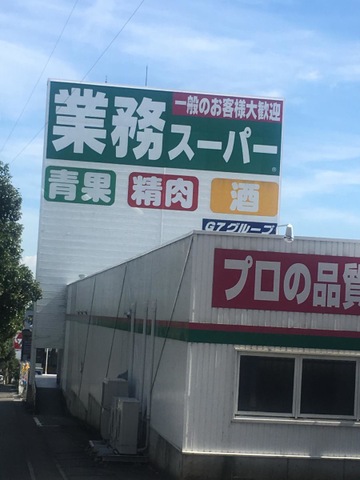 一般のお客様大歓迎
業務スーパー
青果 精肉 酒
G7グループ
プロの品質